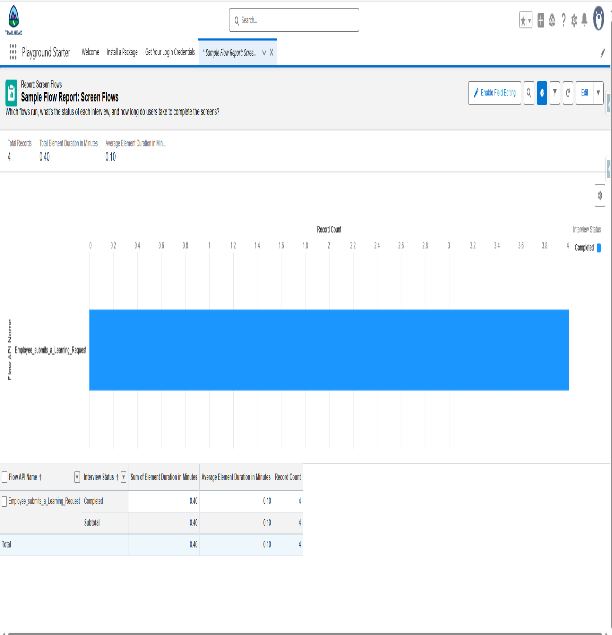 TRAILHEAD
Search...
Playground Starter
Welcome
Install a Package
Get Your Login Credentials
* Sample Flow Report: Scree...
Report: Screen Flows
Sample Flow Report: Screen Flows
Which flows run, what's the status of each interview, and how long do users take to complete the screens?
Enable Field Editing
Edit
Total Records
Total Element Duration in Minutes
Average Element Duration in Min...
4
0.40
0.10
Record Count
Interview Status
0 0.2 0.4 0.6 0.8 1 1.2 1.4 1.6 1.8 2 2.2 2.4 2.6 2.8 3 3.2 3.4 3.6 3.8 4
Completed
Flow API Name
Employee_submits_a_Learning_Request
Flow API Name ↑ Interview Status ↑ Sum of Element Duration in Minutes Average Element Duration in Minutes Record Count
Employee_submits_a_Learning_Request Completed 0.40 0.10 4
Subtotal 0.40 0.10 4
Total 0.40 0.10 4